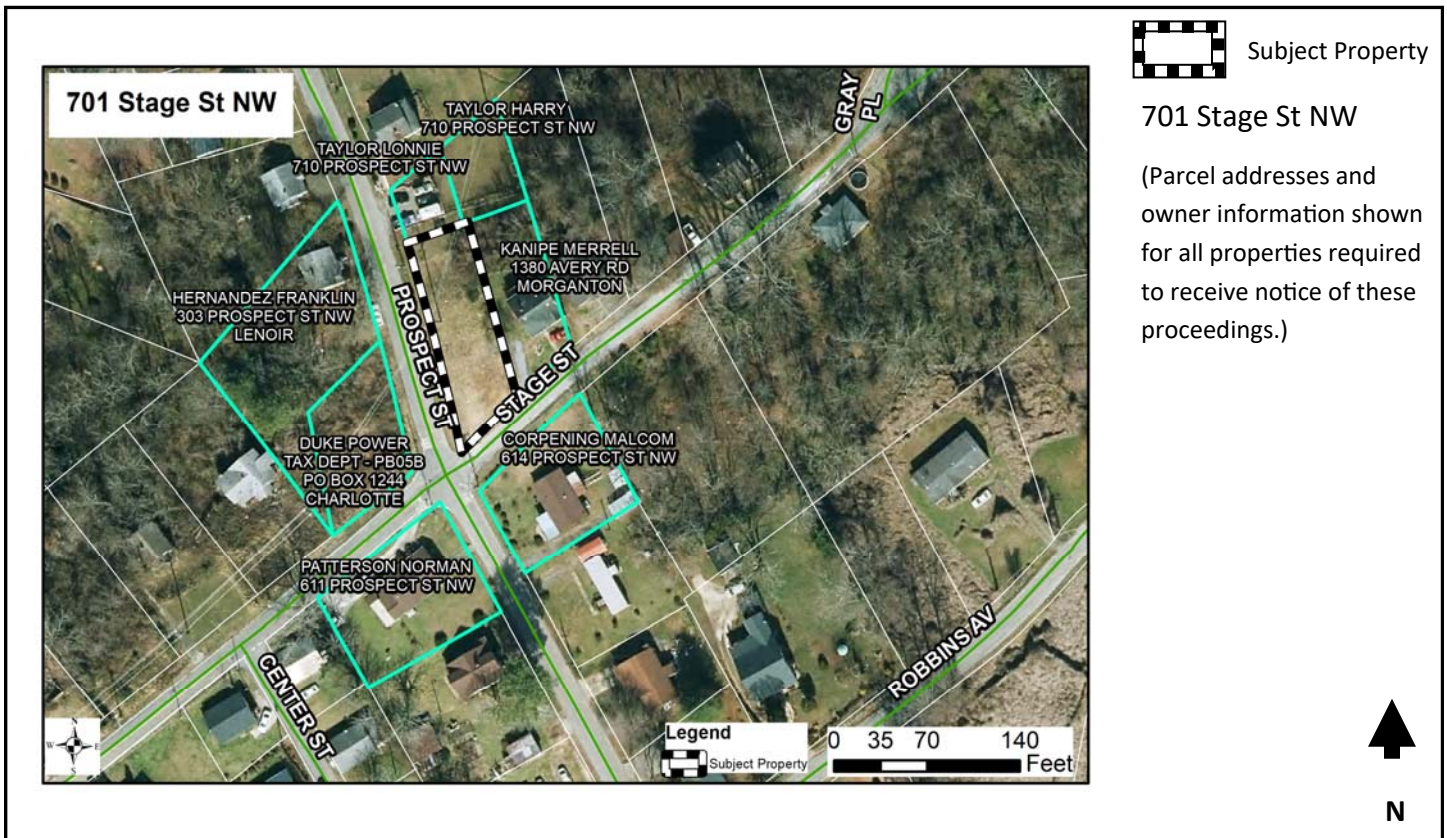 701 Stage St NW
TAYLOR HARRY
710 PROSPECT ST NW
TAYLOR LONNIE
710 PROSPECT ST NW
GRAY
PL
KANIPE MERRELL
1380 AVERY RD
MORGANTON
HERNANDEZ FRANKLIN
303 PROSPECT ST NW
LENOIR
PROSPECT ST
STAGE ST
DUKE POWER
TAX DEPT - PB05B
PO BOX 1244
CHARLOTTE
CORPENING MALCOM
614 PROSPECT ST NW
PATTERSON NORMAN
611 PROSPECT ST NW
CENTER ST
ROBBINS AV
N
W E
S
Legend
Subject Property
0 35 70 140
Feet
Subject Property
701 Stage St NW
(Parcel addresses and
owner information shown
for all properties required
to receive notice of these
proceedings.)
N